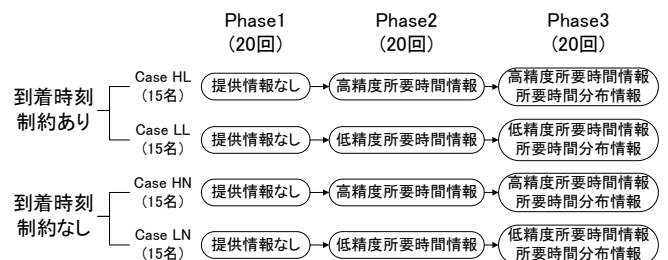 Phase1 Phase2 Phase3
(20回) (20回) (20回)
到着時刻
制約あり
Case HL
(15名)
提供情報なし
高精度所要時間情報
高精度所要時間情報
所要時間分布情報
Case LL
(15名)
提供情報なし
低精度所要時間情報
低精度所要時間情報
所要時間分布情報
到着時刻
制約なし
Case HN
(15名)
提供情報なし
高精度所要時間情報
高精度所要時間情報
所要時間分布情報
Case LN
(15名)
提供情報なし
低精度所要時間情報
低精度所要時間情報
所要時間分布情報